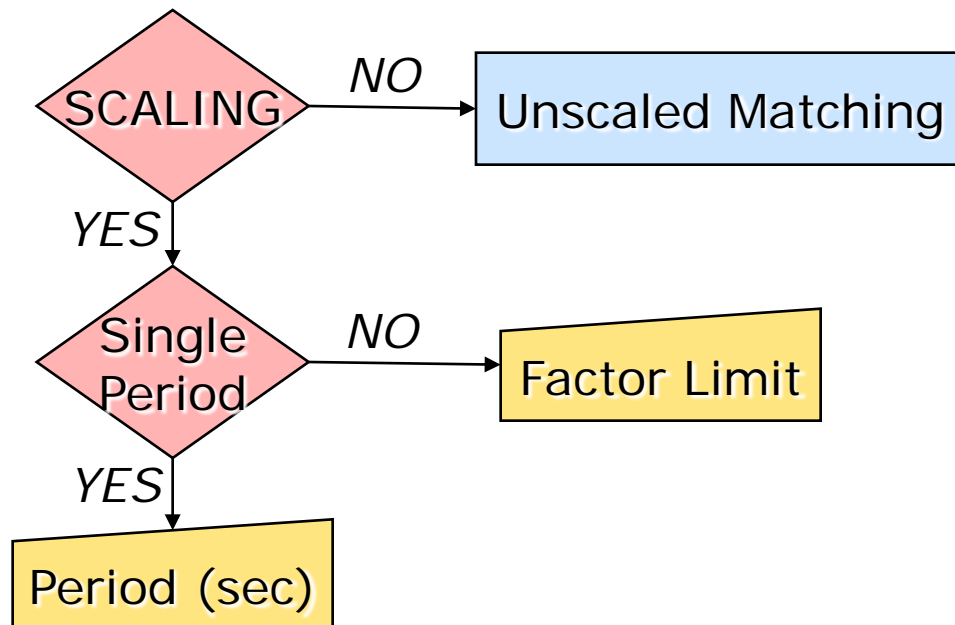 NO
SCALING
Unscaled Matching
YES
Single
Period
NO
Factor Limit
YES
Period (sec)